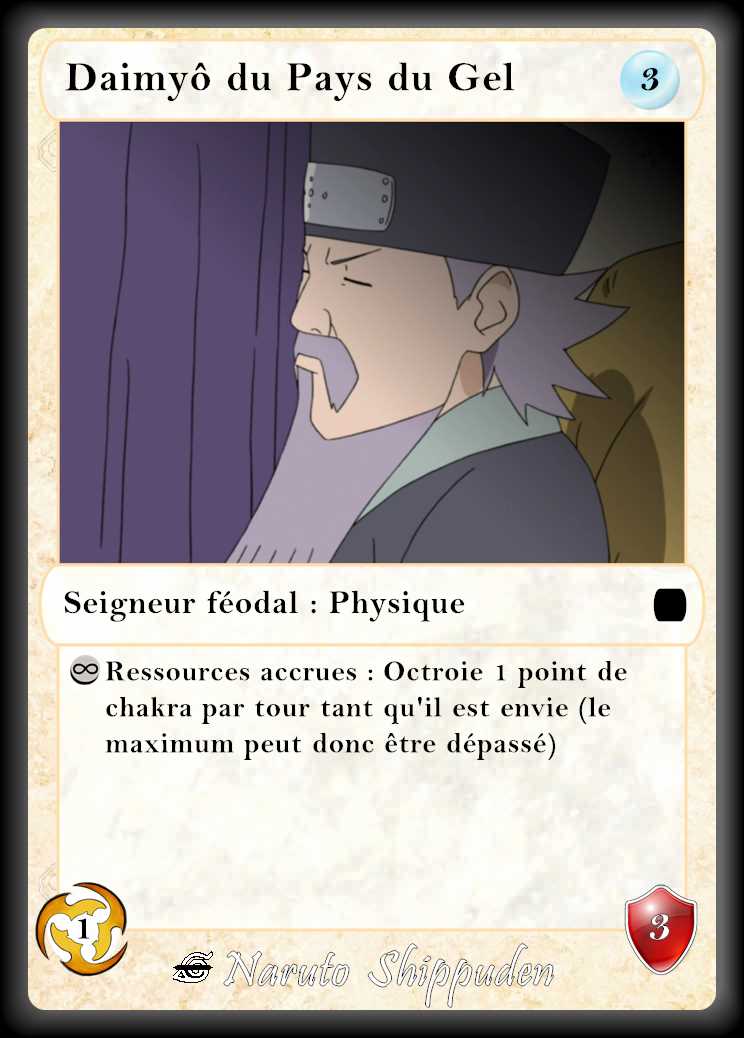 Daimyô du Pays du Gel 3
Seigneur féodal : Physique
Ressources accrues : Octroie 1 point de
chakra par tour tant qu'il est envie (le
maximum peut donc être dépassé)
1
3
Naruto Shippuden